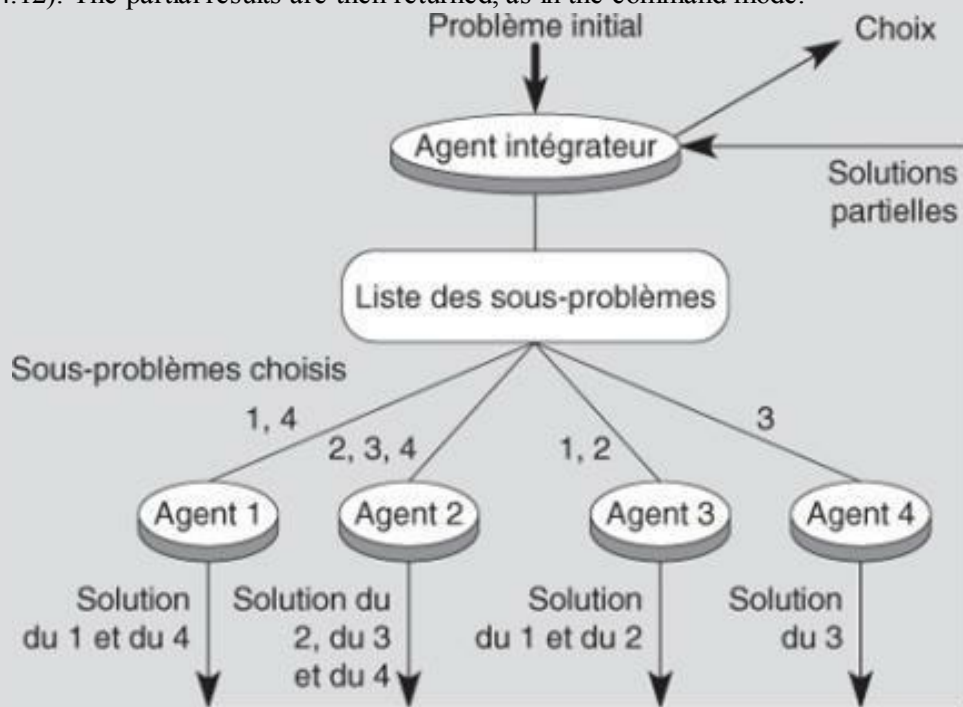 4.12). The partial results are then returned, as in the command mode.
Problème initial
Choix
Agent intégrateur
Solutions
partielles
Liste des sous-problèmes
Sous-problèmes choisis
1, 4
2, 3, 4
1, 2
3
Agent 1
Agent 2
Agent 3
Agent 4
Solution
du 1 et du 4
Solution du
2, du 3
et du 4
Solution
du 1 et du 2
Solution
du 3